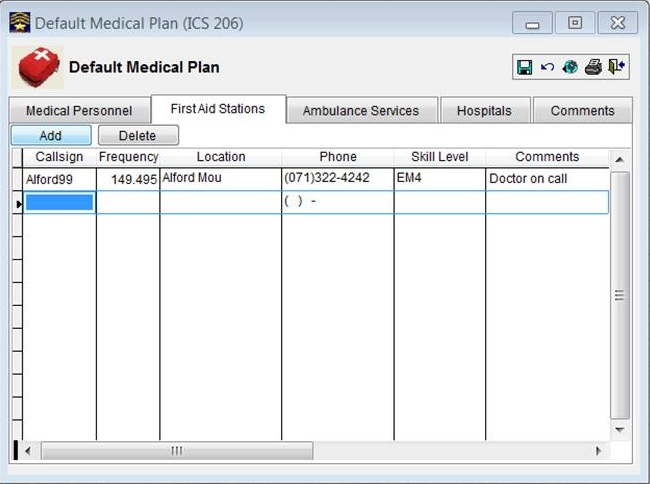 Default Medical Plan (ICS 206)
Default Medical Plan
Medical Personnel First Aid Stations Ambulance Services Hospitals Comments
Add Delete
Callsign Frequency Location Phone Skill Level Comments
Alford99 149.495 Alford Mou (071)322-4242 EM4 Doctor on call
( ) -